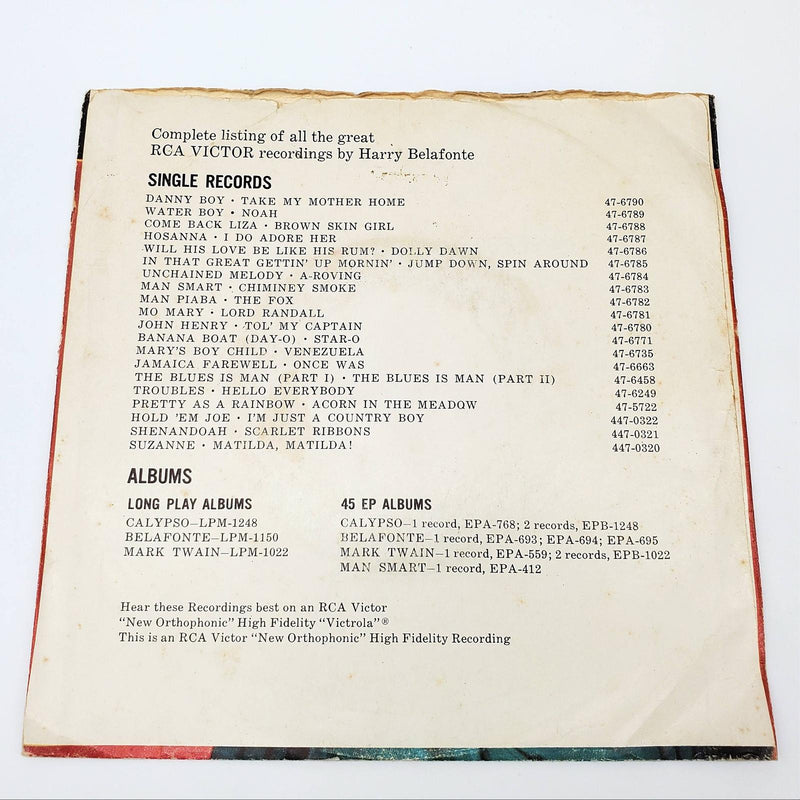 Complete listing of all the great
RCA VICTOR recordings by Harry Belafonte
SINGLE RECORDS
DANNY BOY · TAKE MY MOTHER HOME 47-6790
WATER BOY · NOAH 47-6789
COME BACK LIZA · BROWN SKIN GIRL 47-6788
HOSANNA · I DO ADORE HER 47-6787
WILL HIS LOVE BE LIKE HIS RUM? · DOLLY DAWN 47-6786
IN THAT GREAT GETTIN' UP MORNIN' · JUMP DOWN, SPIN AROUND 47-6785
UNCHAINED MELODY · A-ROVING 47-6784
MAN SMART · CHIMINEY SMOKE 47-6783
MAN PIABA · THE FOX 47-6782
MO MARY · LORD RANDALL 47-6781
JOHN HENRY · TOL' MY CAPTAIN 47-6780
BANANA BOAT (DAY-O) · STAR-O 47-6771
MARY'S BOY CHILD · VENEZUELA 47-6735
JAMAICA FAREWELL · ONCE WAS 47-6663
THE BLUES IS MAN (PART I) · THE BLUES IS MAN (PART II) 47-6458
TROUBLES · HELLO EVERYBODY 47-6249
PRETTY AS A RAINBOW · ACORN IN THE MEADOW 47-5722
HOLD 'EM JOE · I'M JUST A COUNTRY BOY 447-0322
SHENANDOAH · SCARLET RIBBONS 447-0321
SUZANNE · MATILDA, MATILDA! 447-0320
ALBUMS
LONG PLAY ALBUMS
CALYPSO—LPM-1248
BELAFONTE—LPM-1150
MARK TWAIN—LPM-1022
45 EP ALBUMS
CALYPSO—1 record, EPA-768; 2 records, EPB-1248
BELAFONTE—1 record, EPA-693; EPA-694; EPA-695
MARK TWAIN—1 record, EPA-559; 2 records, EPB-1022
MAN SMART—1 record, EPA-412
Hear these Recordings best on an RCA Victor
"New Orthophonic" High Fidelity "Victrola"®
This is an RCA Victor "New Orthophonic" High Fidelity Recording